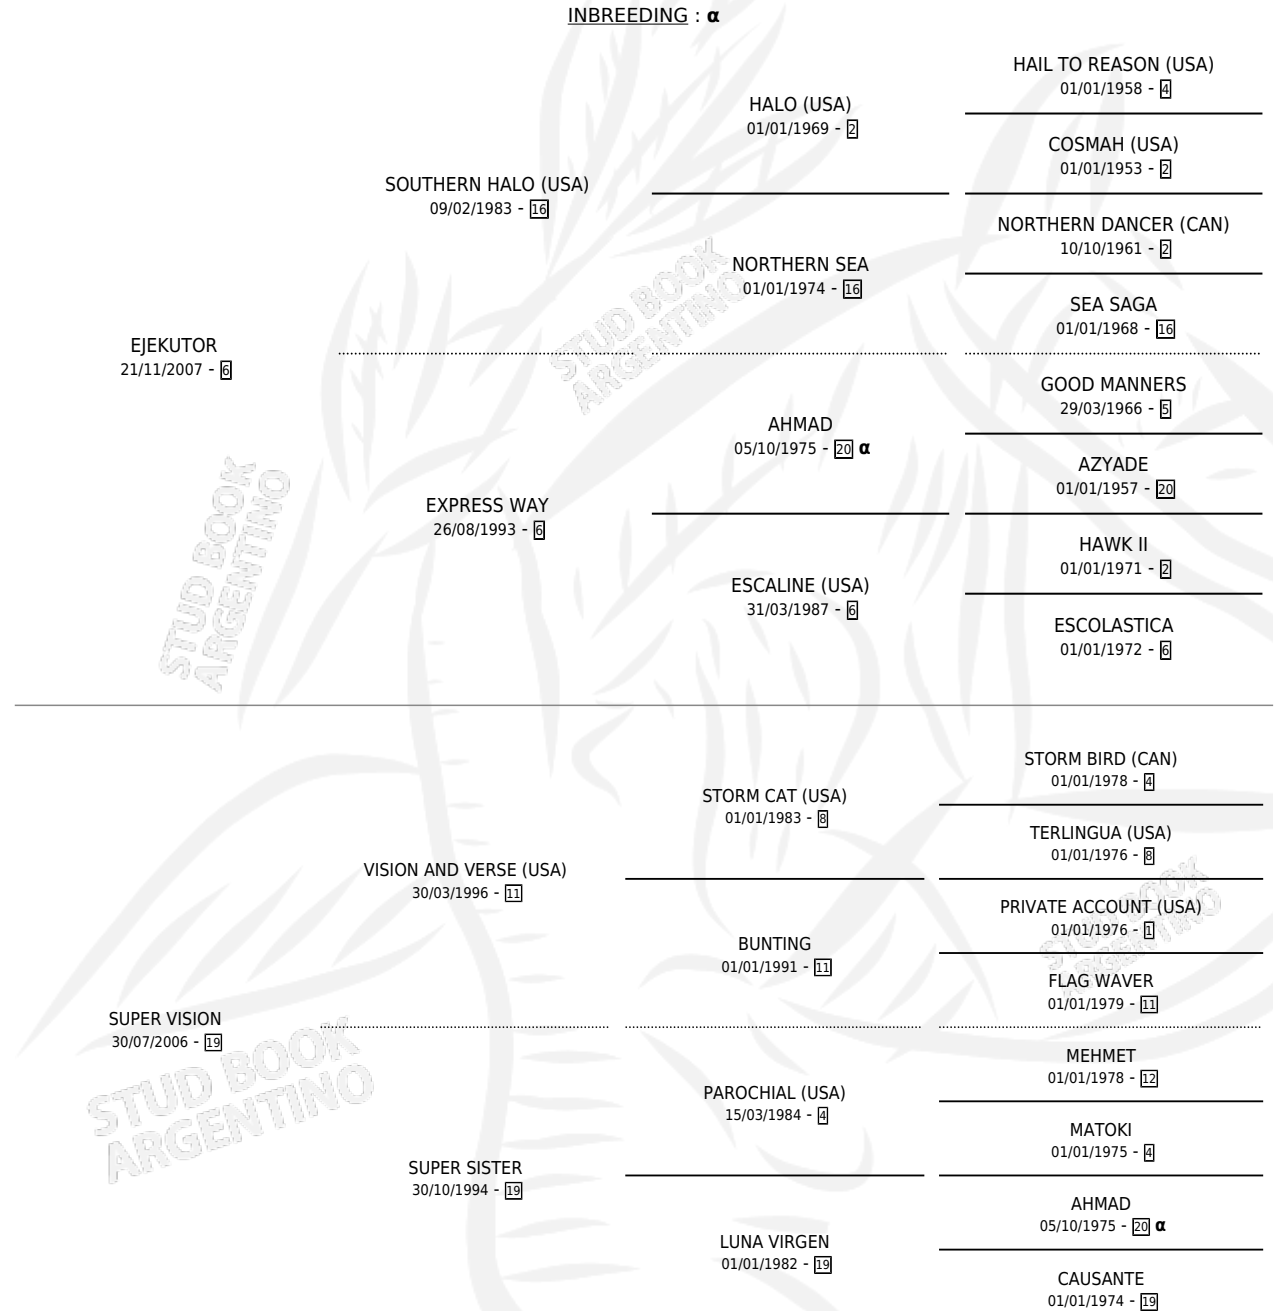 INBREEDING : α
HAIL TO REASON (USA)
01/01/1958 - 4
HALO (USA)
01/01/1969 - 2
COSMAH (USA)
01/01/1953 - 2
SOUTHERN HALO (USA)
09/02/1983 - 16
NORTHERN DANCER (CAN)
10/10/1961 - 2
NORTHERN SEA
01/01/1974 - 16
SEA SAGA
01/01/1968 - 16
EJEKUTOR
21/11/2007 - 6
GOOD MANNERS
29/03/1966 - 5
AHMAD
05/10/1975 - 20 α
AZYADE
01/01/1957 - 20
EXPRESS WAY
26/08/1993 - 6
HAWK II
01/01/1971 - 2
ESCALINE (USA)
31/03/1987 - 6
ESCOLASTICA
01/01/1972 - 6
STORM BIRD (CAN)
01/01/1978 - 4
STORM CAT (USA)
01/01/1983 - 8
TERLINGUA (USA)
01/01/1976 - 8
VISION AND VERSE (USA)
30/03/1996 - 11
PRIVATE ACCOUNT (USA)
01/01/1976 - 1
BUNTING
01/01/1991 - 11
FLAG WAVER
01/01/1979 - 11
SUPER VISION
30/07/2006 - 19
MEHMET
01/01/1978 - 12
PAROCHIAL (USA)
15/03/1984 - 4
MATOKI
01/01/1975 - 4
SUPER SISTER
30/10/1994 - 19
AHMAD
05/10/1975 - 20 α
LUNA VIRGEN
01/01/1982 - 19
CAUSANTE
01/01/1974 - 19
STUD BOOK
ARGENTINO
STUD BOOK
ARGENTINO
STUD BOOK
ARGENTINO
STUD BOOK
ARGENTINO